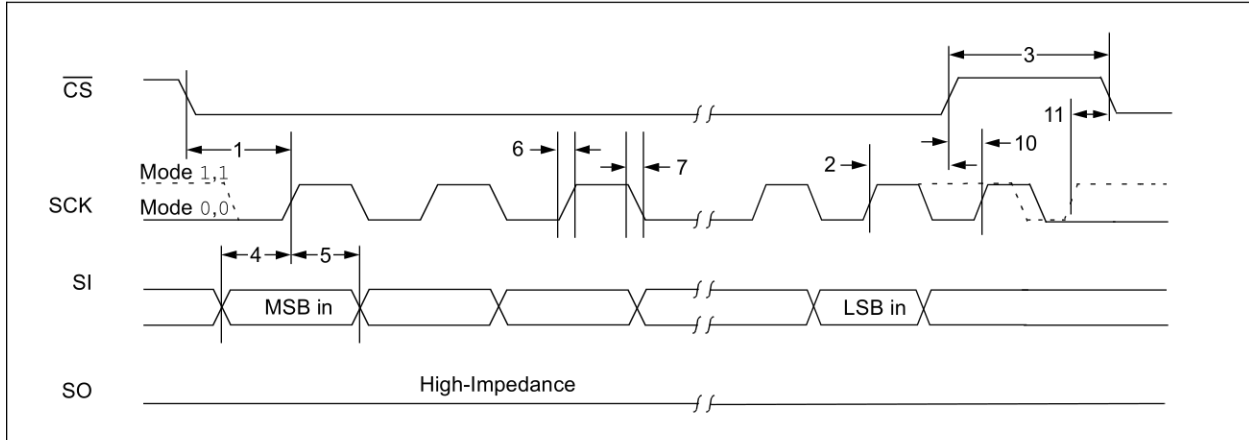 3
CS
11
1
6
7
2
10
Mode 1,1
SCK
Mode 0,0
4
5
SI
MSB in
LSB in
High-Impedance
SO